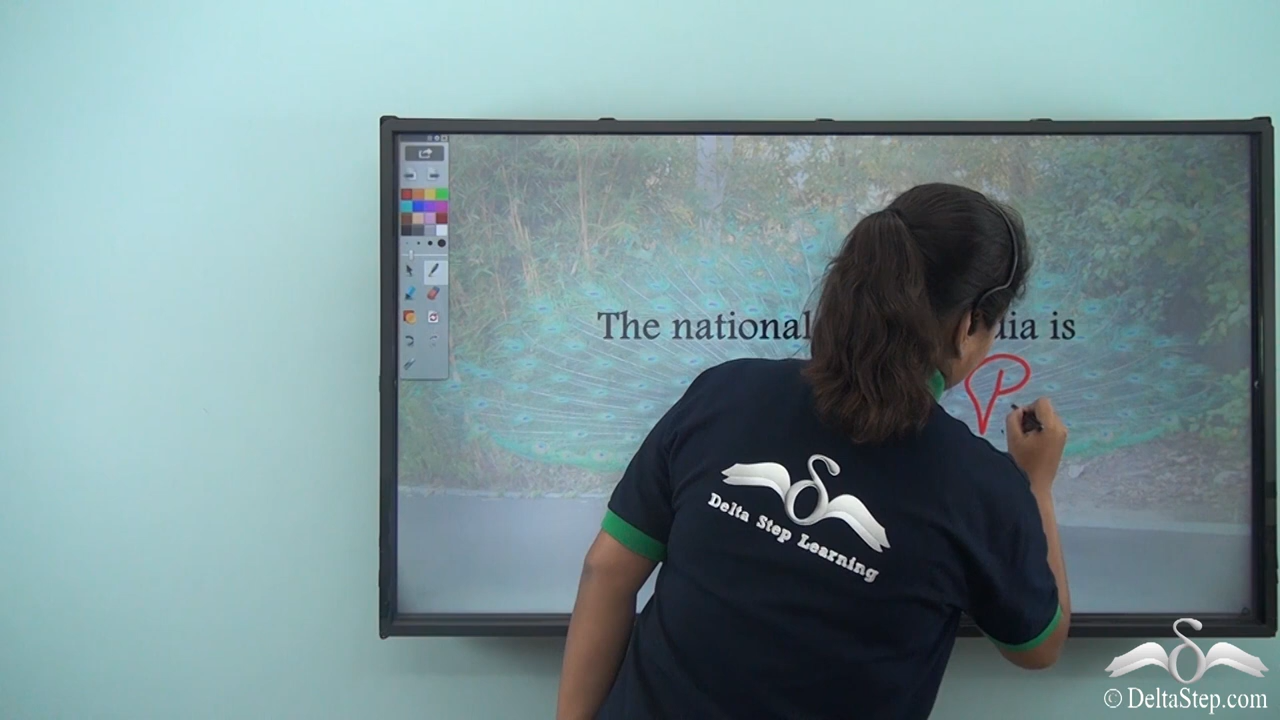 The national dia is
P
Delta Step Learning
© DeltaStep.com